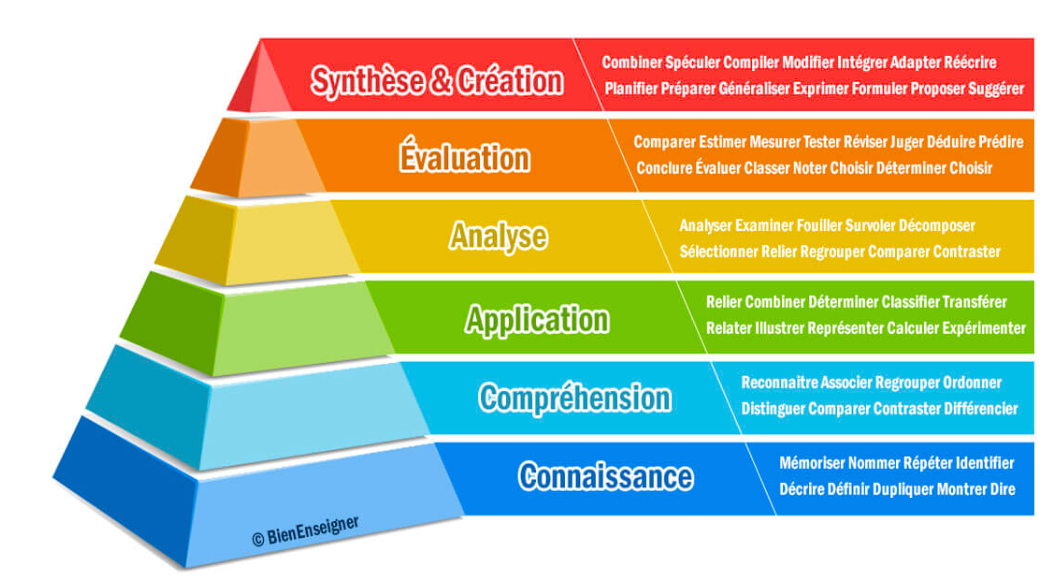 Synthèse & Création
Combiner Spéculer Compiler Modifier Intégrer Adapter Réécrire
Planifier Préparer Généraliser Exprimer Formuler Proposer Suggérer
Évaluation
Comparer Estimer Mesurer Tester Réviser Juger Déduire Prédire
Conclure Évaluer Classer Noter Choisir Déterminer Choisir
Analyse
Analyser Examiner Fouiller Survoler Décomposer
Sélectionner Relier Regrouper Comparer Contraster
Application
Relier Combiner Déterminer Classifier Transférer
Relater Illustrer Représenter Calculer Expérimenter
Compréhension
Reconnaitre Associer Regrouper Ordonner
Distinguer Comparer Contraster Différencier
Connaissance
Mémoriser Nommer Répéter Identifier
Décrire Définir Dupliquer Montrer Dire
© BienEnseigner